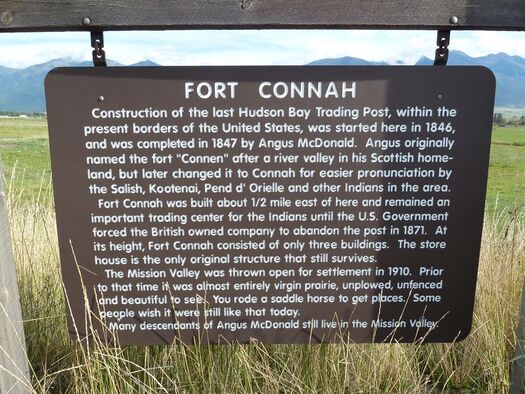 FORT CONNAH
Construction of the last Hudson Bay Trading Post, within the
present borders of the United States, was started here in 1846,
and was completed in 1847 by Angus McDonald. Angus originally
named the fort "Connen" after a river valley in his Scottish home-
land, but later changed it to Connah for easier pronunciation by
the Salish, Kootenai, Pend d' Orielle and other Indians in the area.
Fort Connah was built about 1/2 mile east of here and remained an
important trading center for the Indians until the U.S. Government
forced the British owned company to abandon the post in 1871. At
its height, Fort Connah consisted of only three buildings. The store
house is the only original structure that still survives.
The Mission Valley was thrown open for settlement in 1910. Prior
to that time it was almost entirely virgin prairie, unplowed, unfenced
and beautiful to see. You rode a saddle horse to get places. Some
people wish it were still like that today.
Many descendants of Angus McDonald still live in the Mission Valley.